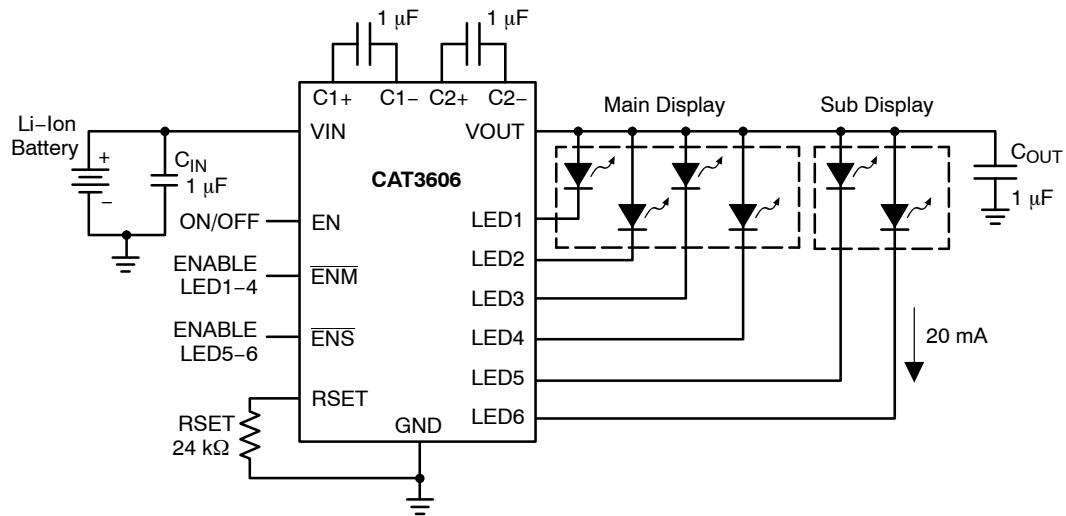 1 μF
1 μF
C1+ C1− C2+ C2−
Main Display
Sub Display
Li−Ion
Battery
+
−
CIN
1 μF
VIN
VOUT
CAT3606
COUT
1 μF
ON/OFF
EN
LED1
ENABLE
LED1−4
ENM
LED2
LED3
ENABLE
LED5−6
ENS
LED4
20 mA
LED5
RSET
LED6
RSET
24 kΩ
GND